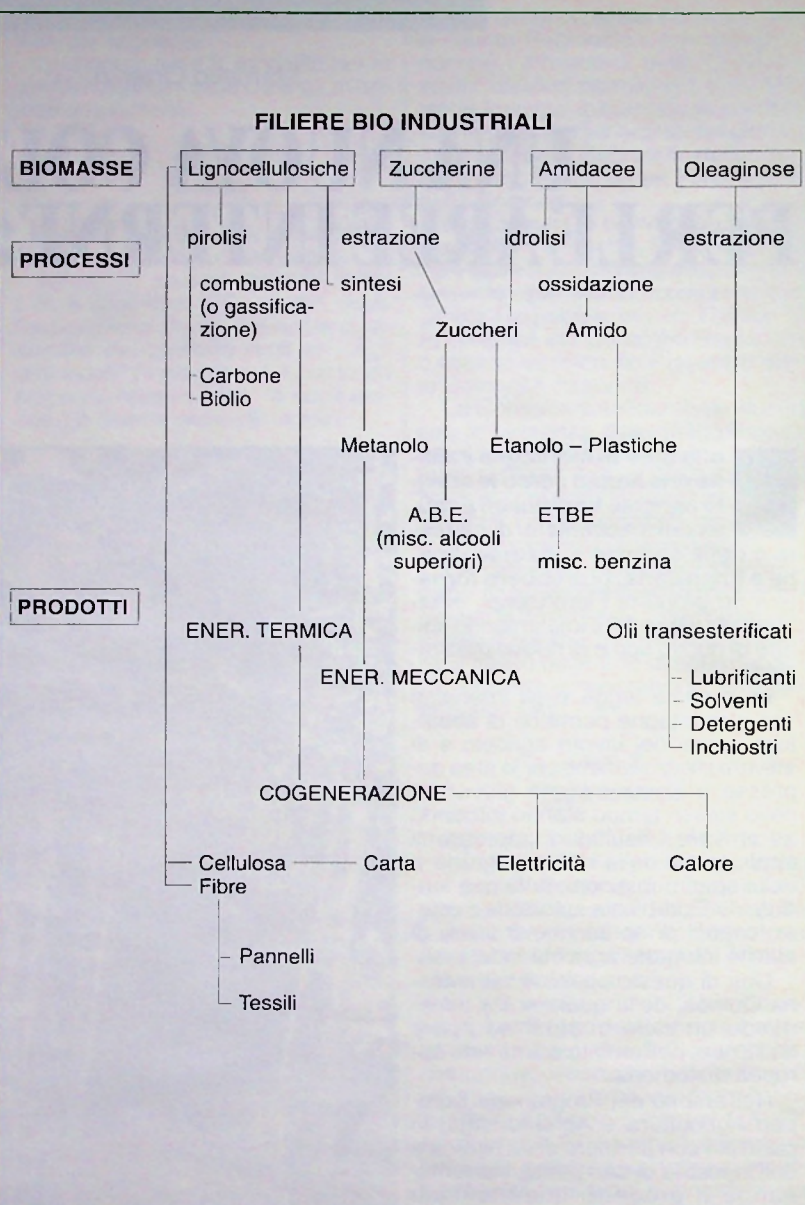 FILIERE BIO INDUSTRIALI
BIOMASSE Lignocellulosiche Zuccherine Amidacee Oleaginose
pirolisi estrazione idrolisi estrazione
PROCESSI
combustione sintesi ossidazione
(o gassifica-
zione) Zuccheri Amido
Carbone
Biolio
Metanolo Etanolo – Plastiche
A.B.E. ETBE
(misc. alcooli
superiori) misc. benzina
PRODOTTI
ENER. TERMICA Olii transesterificati
ENER. MECCANICA Lubrificanti
Solventi
Detergenti
Inchiostri
COGENERAZIONE
Cellulosa Carta Elettricità Calore
Fibre
Pannelli
Tessili